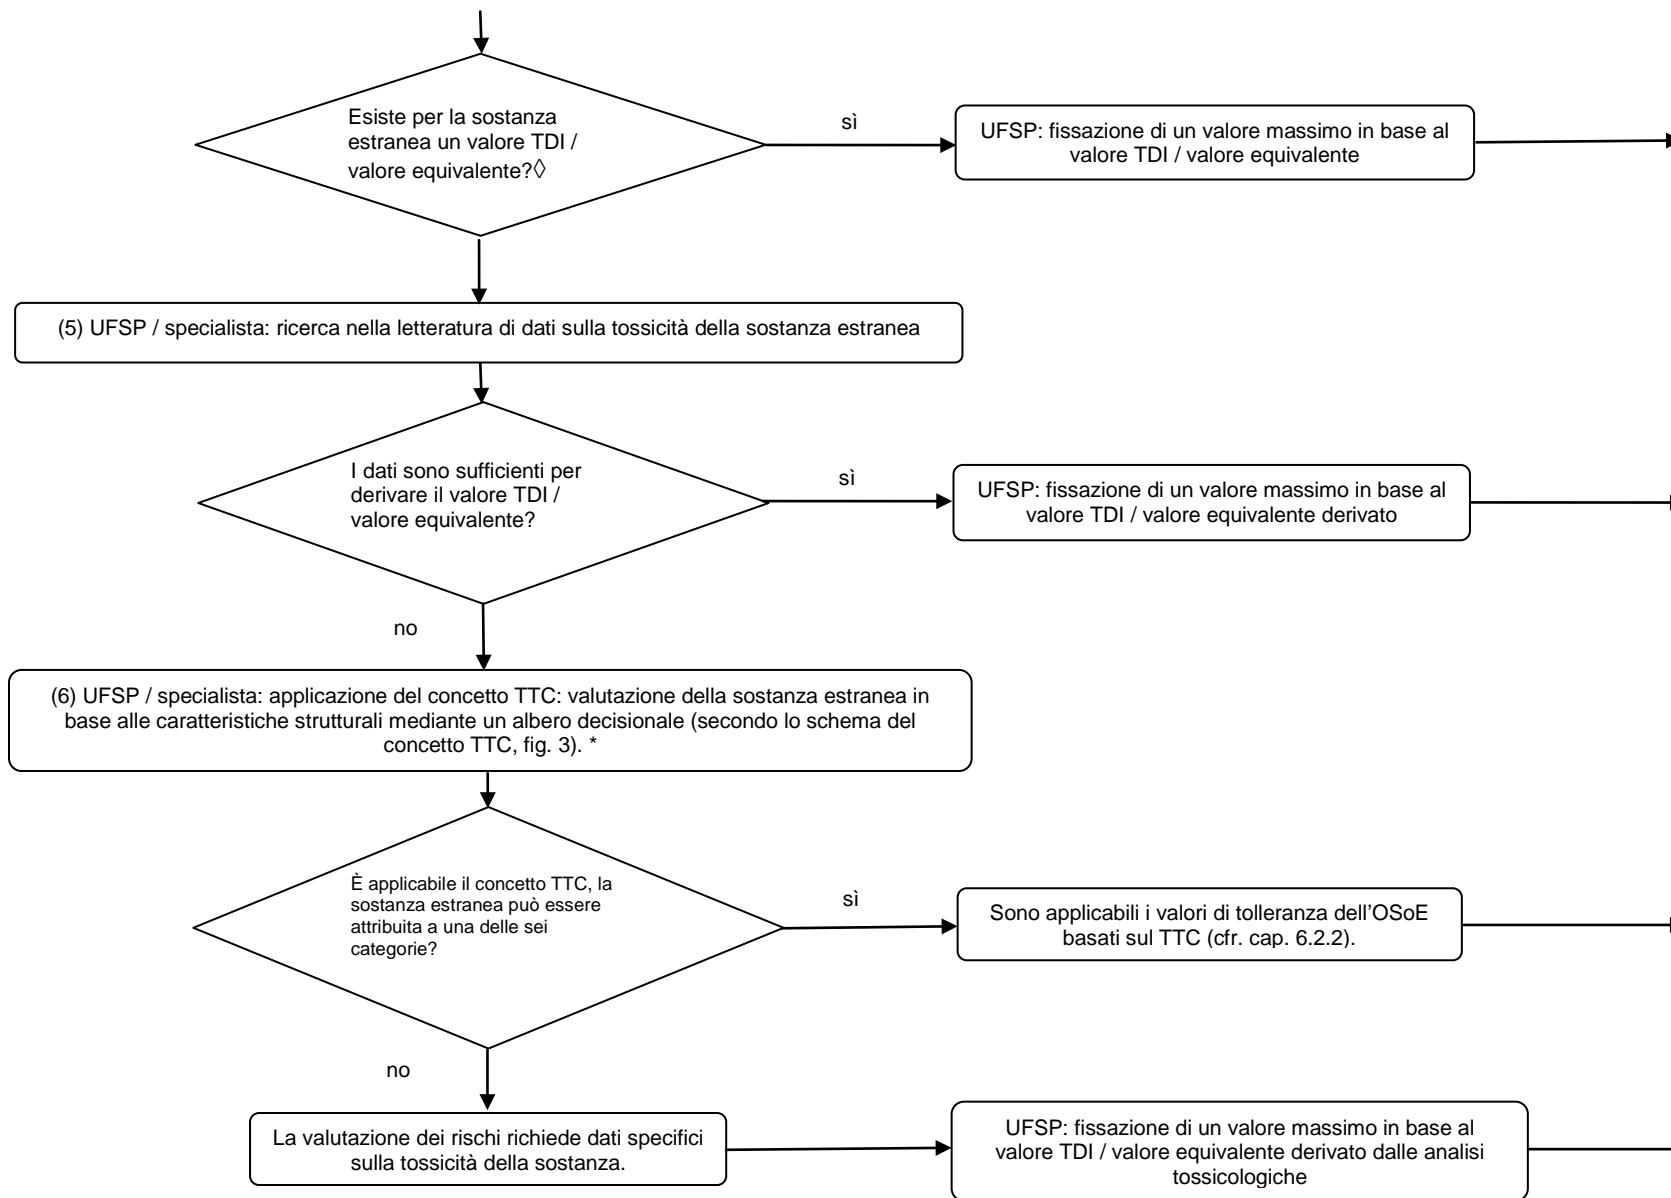 Esiste per la sostanza
estranea un valore TDI /
valore equivalente?◊
sì
UFSP: fissazione di un valore massimo in base al
valore TDI / valore equivalente
(5) UFSP / specialista: ricerca nella letteratura di dati sulla tossicità della sostanza estranea
I dati sono sufficienti per
derivare il valore TDI /
valore equivalente?
sì
UFSP: fissazione di un valore massimo in base al
valore TDI / valore equivalente derivato
no
(6) UFSP / specialista: applicazione del concetto TTC: valutazione della sostanza estranea in
base alle caratteristiche strutturali mediante un albero decisionale (secondo lo schema del
concetto TTC, fig. 3). *
È applicabile il concetto TTC, la
sostanza estranea può essere
attribuita a una delle sei
categorie?
sì
Sono applicabili i valori di tolleranza dell'OSoE
basati sul TTC (cfr. cap. 6.2.2).
no
La valutazione dei rischi richiede dati specifici
sulla tossicità della sostanza.
UFSP: fissazione di un valore massimo in base al
valore TDI / valore equivalente derivato dalle analisi
tossicologiche